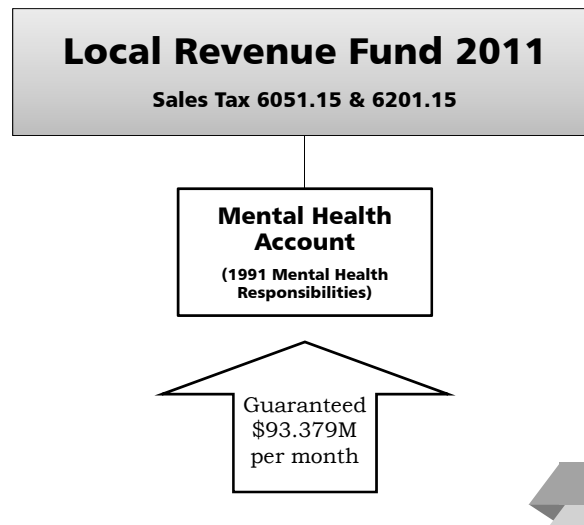 Local Revenue Fund 2011
Sales Tax 6051.15 & 6201.15
Mental Health
Account
(1991 Mental Health
Responsibilities)
Guaranteed
$93.379M
per month